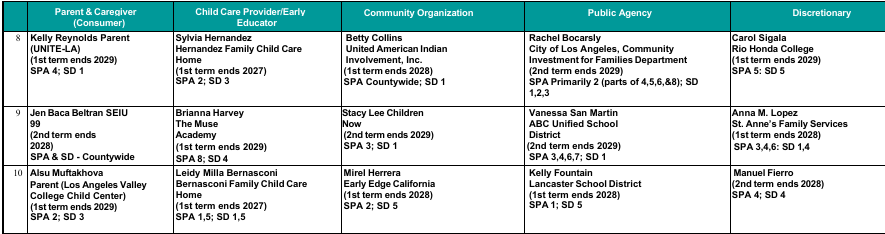 Parent & Caregiver
(Consumer)
Child Care Provider/Early
Educator
Community Organization
Public Agency
Discretionary
8
Kelly Reynolds Parent
(UNITE-LA)
(1st term ends 2029)
SPA 4; SD 1
Sylvia Hernandez
Hernandez Family Child Care
Home
(1st term ends 2027)
SPA 2; SD 3
Betty Collins
United American Indian
Involvement, Inc.
(1st term ends 2028)
SPA Countywide; SD 1
Rachel Bocarsly
City of Los Angeles, Community
Investment for Families Department
(2nd term ends 2029)
SPA Primarily 2 (parts of 4,5,6,&8); SD
1,2,3
Carol Sigala
Rio Honda College
(1st term ends 2029)
SPA 5: SD 5
9
Jen Baca Beltran SEIU
99
(2nd term ends
2028)
SPA & SD - Countywide
Brianna Harvey
The Muse
Academy
(1st term ends 2029)
SPA 8; SD 4
Stacy Lee Children
Now
(2nd term ends 2029)
SPA 3; SD 1
Vanessa San Martin
ABC Unified School
District
(2nd term ends 2029)
SPA 3,4,6,7; SD 1
Anna M. Lopez
St. Anne's Family Services
(1st term ends 2028)
SPA 3,4,6: SD 1,4
10
Alsu Muftakhova
Parent (Los Angeles Valley
College Child Center)
(1st term ends 2029)
SPA 2; SD 3
Leidy Milla Bernasconi
Bernasconi Family Child Care
Home
(1st term ends 2027)
SPA 1,5; SD 1,5
Mirel Herrera
Early Edge California
(1st term ends 2028)
SPA 2; SD 5
Kelly Fountain
Lancaster School District
(1st term ends 2028)
SPA 1; SD 5
Manuel Fierro
(2nd term ends 2028)
SPA 4; SD 4